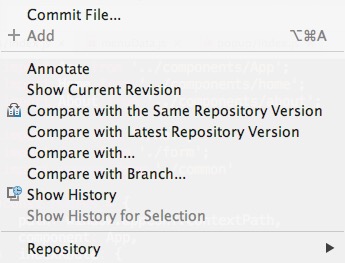 Commit File...
+ Add ⌥⌘A
Annotate
Show Current Revision
Compare with the Same Repository Version
Compare with Latest Repository Version
Compare with...
Compare with Branch...
Show History
Show History for Selection
Repository